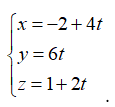 x = −2 + 4t
y = 6t
z = 1 + 2t
.